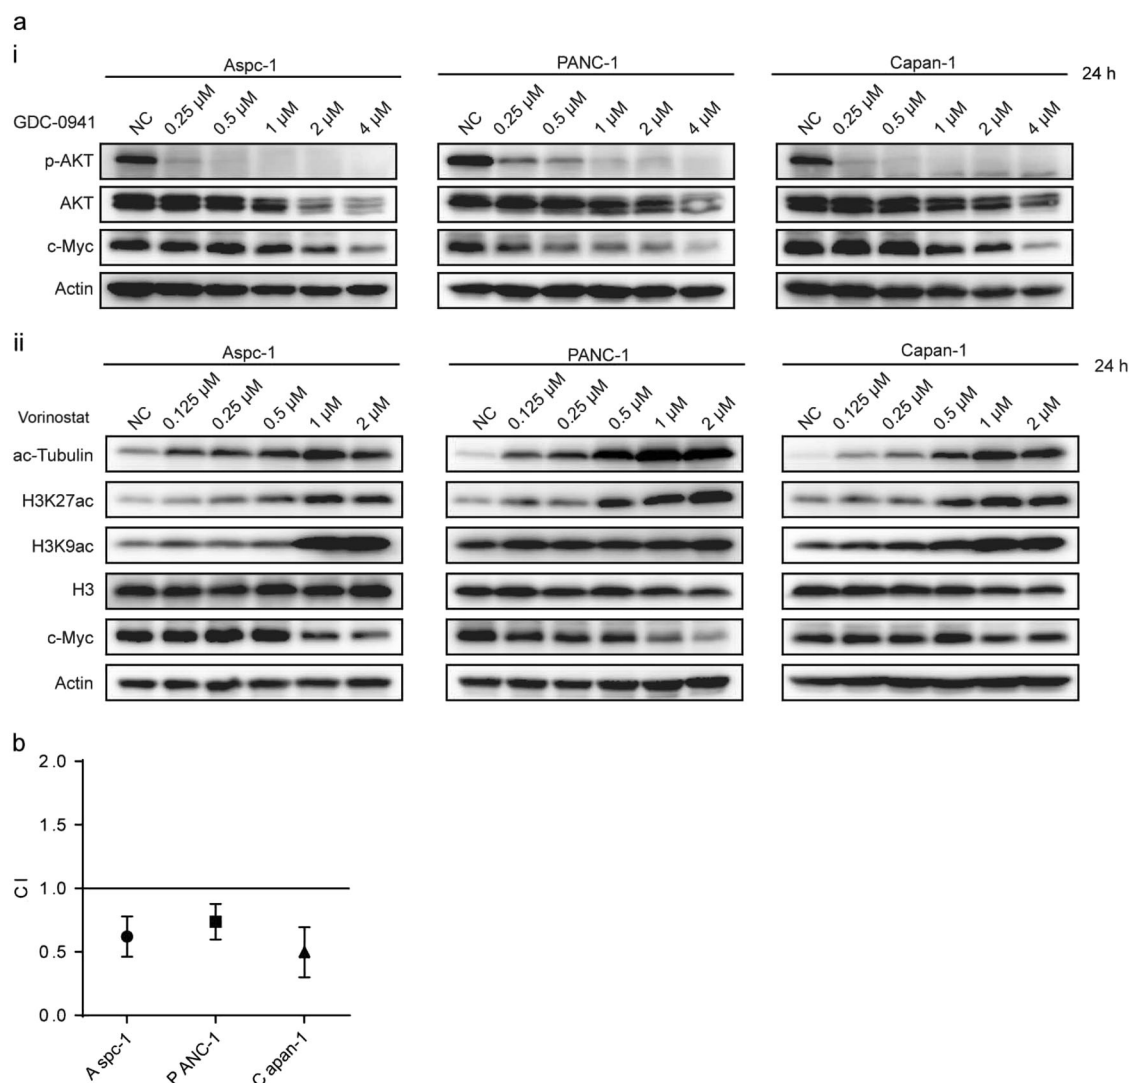 a
i
Aspc-1 PANC-1 Capan-1 24 h
GDC-0941 NC 0.25 µM 0.5 µM 1 µM 2 µM 4 µM NC 0.25 µM 0.5 µM 1 µM 2 µM 4 µM NC 0.25 µM 0.5 µM 1 µM 2 µM 4 µM
p-AKT
AKT
c-Myc
Actin
ii
Aspc-1 PANC-1 Capan-1 24 h
Vorinostat NC 0.125 µM 0.25 µM 0.5 µM 1 µM 2 µM NC 0.125 µM 0.25 µM 0.5 µM 1 µM 2 µM NC 0.125 µM 0.25 µM 0.5 µM 1 µM 2 µM
ac-Tubulin
H3K27ac
H3K9ac
H3
c-Myc
Actin
b
2.0
1.5
1.0
0.5
0.0
CI
A spc-1 P ANC-1 C apan-1